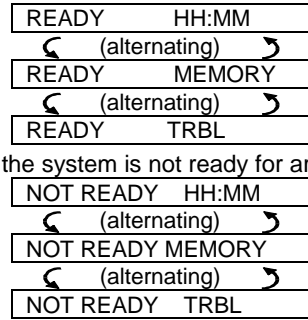 READY HH:MM
(alternating)
READY MEMORY
(alternating)
READY TRBL
the system is not ready for ar
NOT READY HH:MM
(alternating)
NOT READY MEMORY
(alternating)
NOT READY TRBL